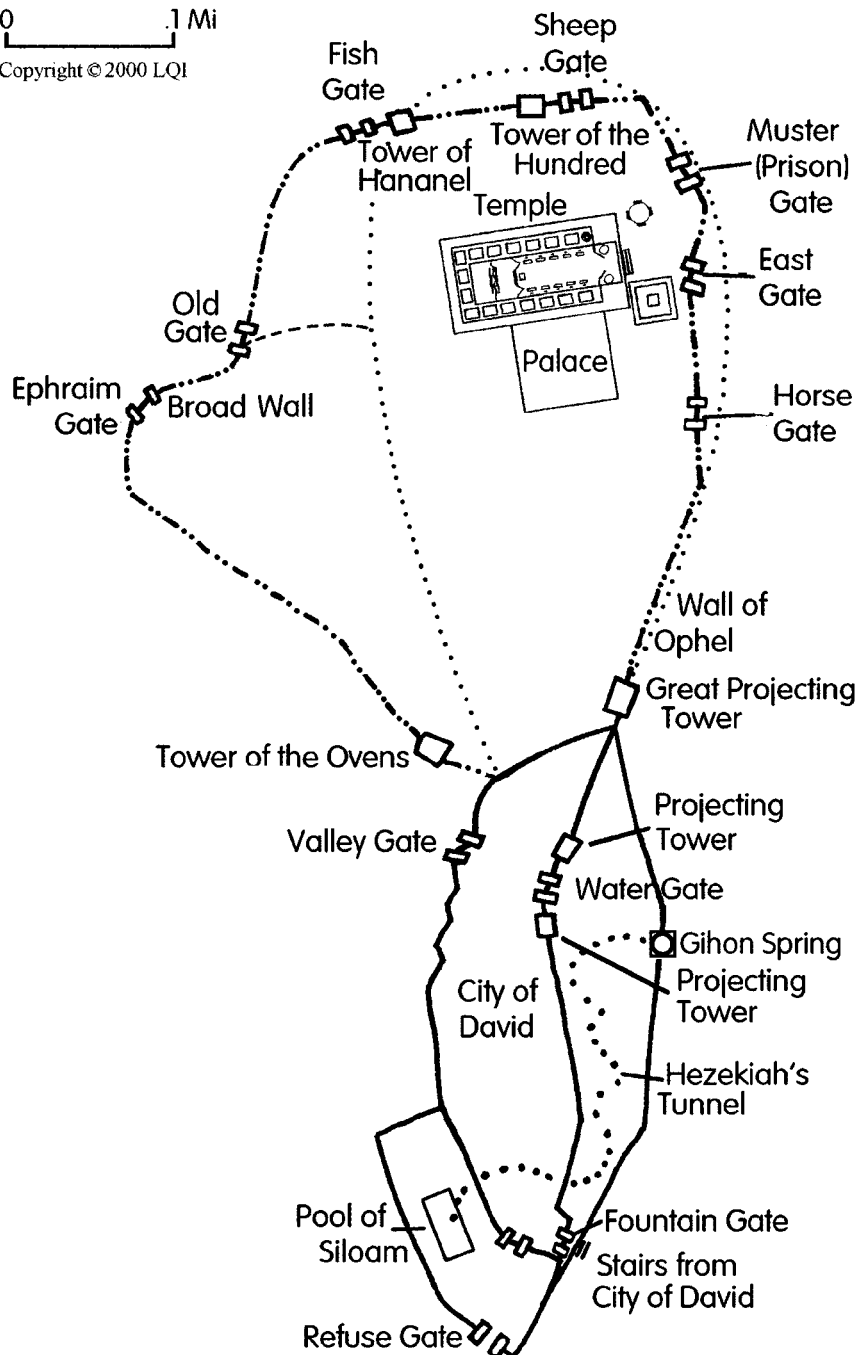 0 .1 Mi
Copyright © 2000 LQI
Sheep
Gate
Fish
Gate
Tower of
Hananel
Tower of the
Hundred
Muster
(Prison)
Gate
Temple
East
Gate
Old
Gate
Palace
Ephraim
Gate
Broad Wall
Horse
Gate
Wall of
Ophel
Great Projecting
Tower
Tower of the Ovens
Projecting
Tower
Valley Gate
Water Gate
Gihon Spring
Projecting
Tower
City of
David
Hezekiah's
Tunnel
Pool of
Siloam
Fountain Gate
Stairs from
City of David
Refuse Gate